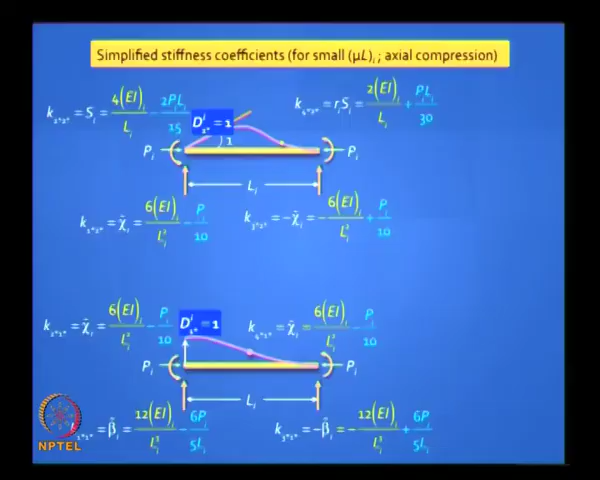 Simplified stiffness coefficients (for small (μL)ᵢ ; axial compression)
k₂*₂* = Sᵢ = 4(EI)ᵢ/Lᵢ − 2PᵢLᵢ/15
k₄*₂* = rᵢSᵢ = 2(EI)ᵢ/Lᵢ + PᵢLᵢ/30
Dⁱ₂* = 1
1
Pᵢ Pᵢ
Lᵢ
k₁*₂* = χ̃ᵢ = 6(EI)ᵢ/Lᵢ² − Pᵢ/10
k₃*₂* = −χ̃ᵢ = −6(EI)ᵢ/Lᵢ² + Pᵢ/10
k₂*₁* = χ̃ᵢ = 6(EI)ᵢ/Lᵢ² − Pᵢ/10
Dⁱ₁* = 1
k₄*₁* = χ̃ᵢ = 6(EI)ᵢ/Lᵢ² − Pᵢ/10
Pᵢ Pᵢ
Lᵢ
k₁*₁* = β̃ᵢ = 12(EI)ᵢ/Lᵢ³ − 6Pᵢ/5Lᵢ
k₃*₁* = −β̃ᵢ = −12(EI)ᵢ/Lᵢ³ + 6Pᵢ/5Lᵢ
NPTEL